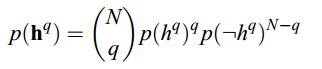 p(𝐡^q) = \binom{N}{q} p(h^q)^q p(¬h^q)^{N−q}